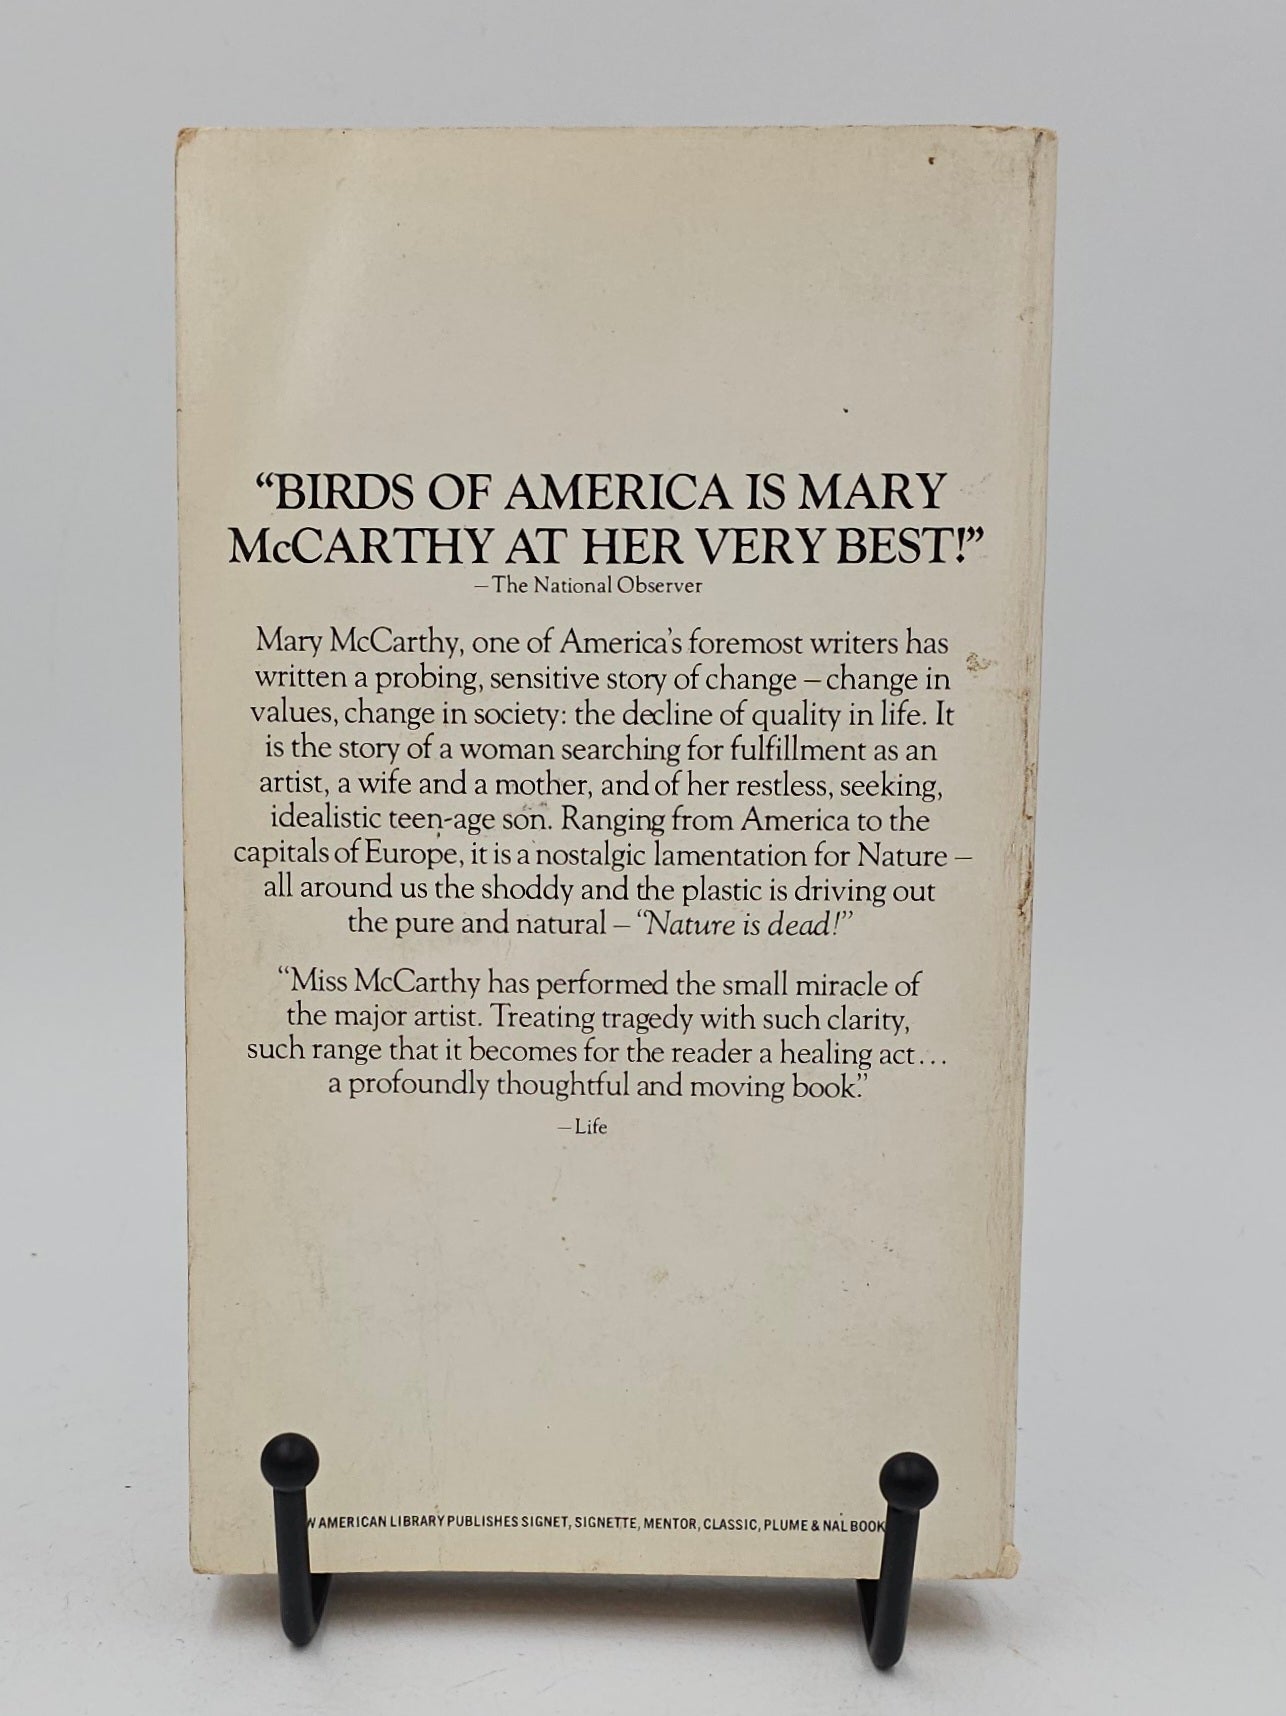 “BIRDS OF AMERICA IS MARY
McCARTHY AT HER VERY BEST!”
—The National Observer
Mary McCarthy, one of America's foremost writers has
written a probing, sensitive story of change – change in
values, change in society: the decline of quality in life. It
is the story of a woman searching for fulfillment as an
artist, a wife and a mother, and of her restless, seeking,
idealistic teen-age son. Ranging from America to the
capitals of Europe, it is a nostalgic lamentation for Nature –
all around us the shoddy and the plastic is driving out
the pure and natural – “Nature is dead!”
“Miss McCarthy has performed the small miracle of
the major artist. Treating tragedy with such clarity,
such range that it becomes for the reader a healing act...
a profoundly thoughtful and moving book.”
—Life
AMERICAN LIBRARY PUBLISHES SIGNET, SIGNETTE, MENTOR, CLASSIC, PLUME & NAL BOOK